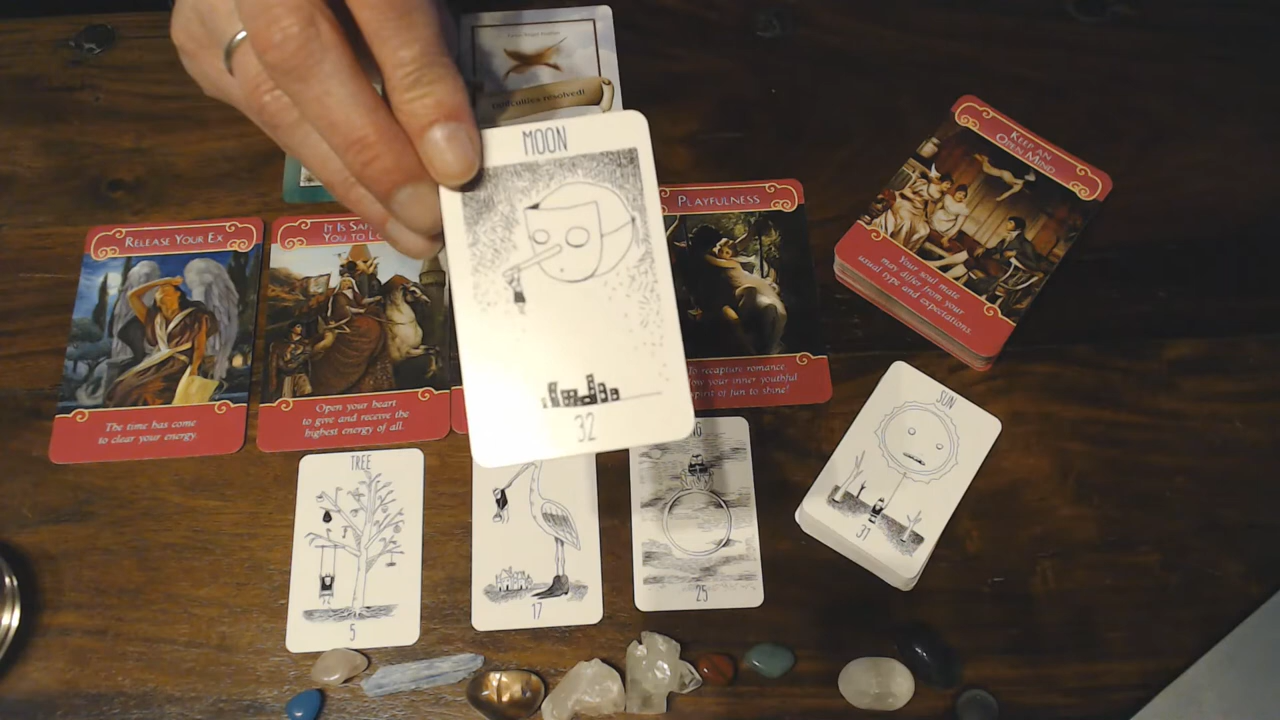 Difficulties resolved!
MOON
32
KEEP AN
OPEN MIND
Your soul mate
may differ from your
usual type and expectations.
RELEASE YOUR EX
The time has come
to clear your energy.
IT IS
YOU TO
Open your heart
to give and receive the
highest energy of all.
PLAYFULNESS
To recapture romance,
your inner youthful
spirit of fun to shine!
TREE
5
17
25
SUN
31